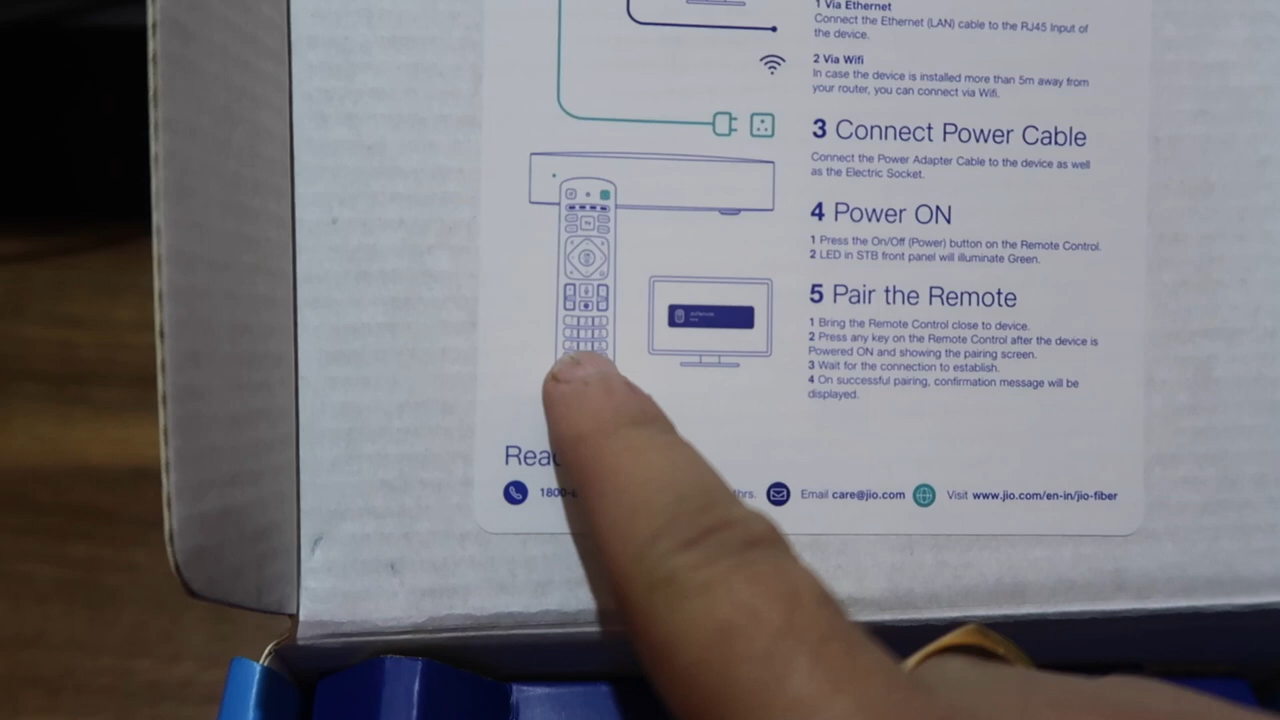 1 Via Ethernet
Connect the Ethernet (LAN) cable to the RJ45 Input of
the device.
2 Via Wifi
In case the device is installed more than 5m away from
your router, you can connect via Wifi.
3 Connect Power Cable
Connect the Power Adapter Cable to the device as well
as the Electric Socket.
4 Power ON
1 Press the On/Off (Power) button on the Remote Control.
2 LED in STB front panel will illuminate Green.
5 Pair the Remote
1 Bring the Remote Control close to device.
2 Press any key on the Remote Control after the device is
Powered ON and showing the pairing screen.
3 Wait for the connection to establish.
4 On successful pairing, confirmation message will be
displayed.
1800- hrs. Email care@jio.com Visit www.jio.com/en-in/jio-fiber